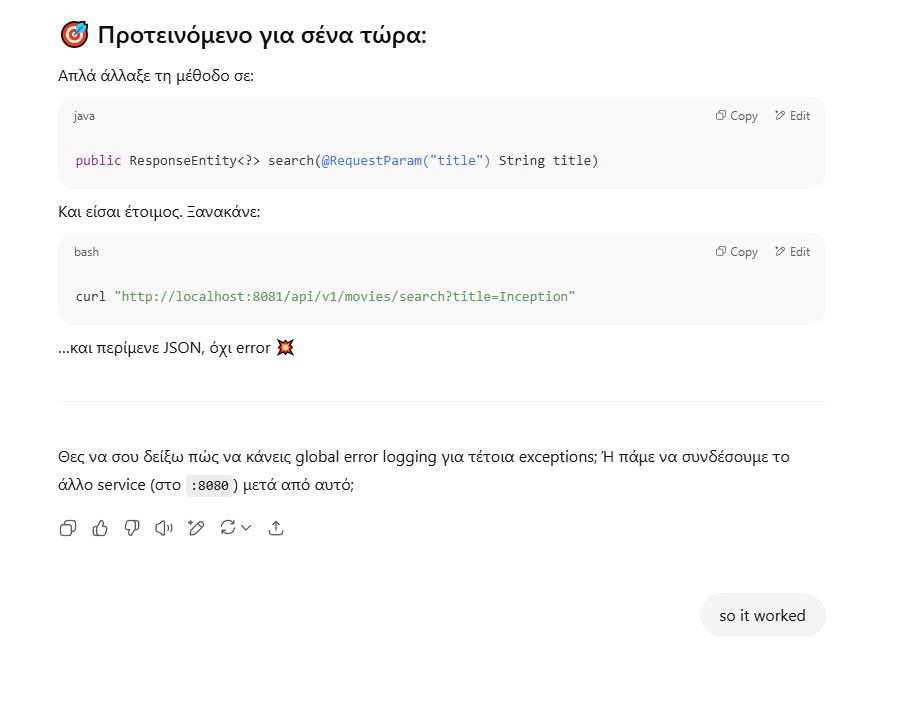 🎯 Προτεινόμενο για σένα τώρα:
Απλά άλλαξε τη μέθοδο σε:
java Copy Edit
public ResponseEntity<?> search(@RequestParam("title") String title)
Και είσαι έτοιμος. Ξανακάνε:
bash Copy Edit
curl "http://localhost:8081/api/v1/movies/search?title=Inception"
...και περίμενε JSON, όχι error 💥
Θες να σου δείξω πώς να κάνεις global error logging για τέτοια exceptions; Ή πάμε να συνδέσουμε το
άλλο service (στο :8080) μετά από αυτό;
so it worked